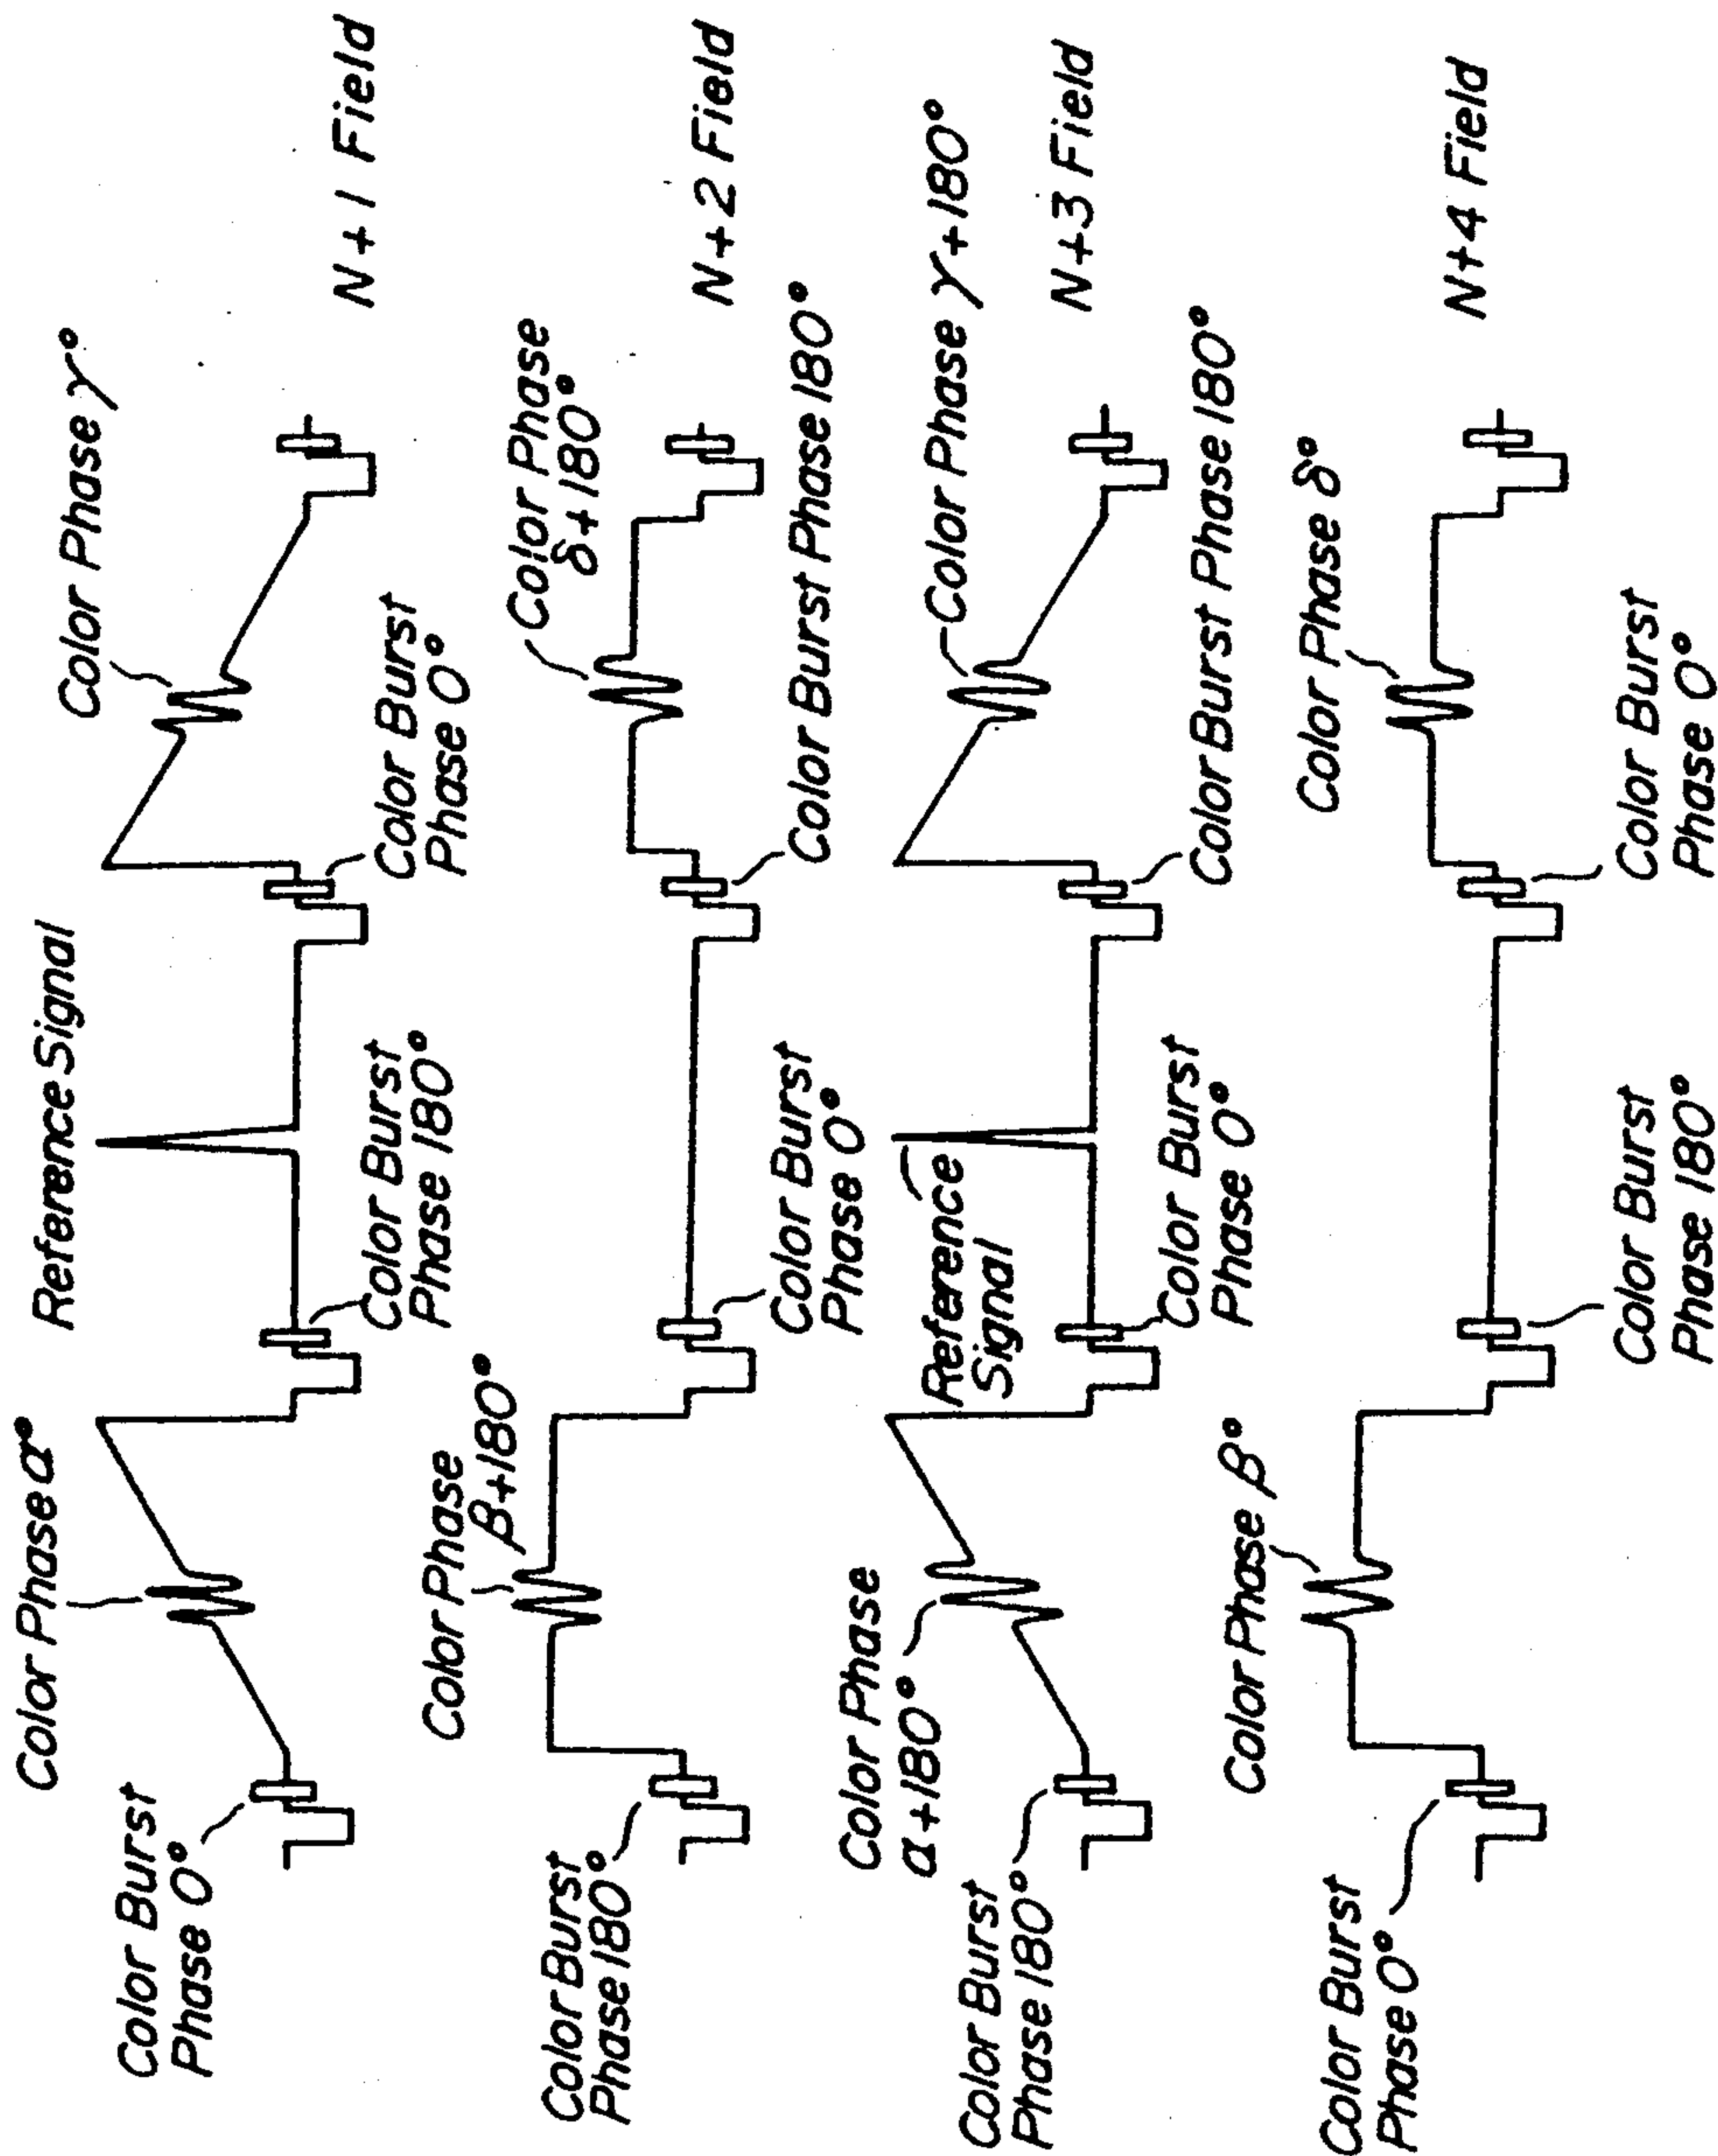 Color Phase α°
Reference Signal
Color Phase γ°
Color Burst
Phase 0°
Color Burst
Phase 180°
Color Burst
Phase 0°
N+1 Field
Color Phase
β+180°
Color Phase
δ+180°
Color Burst
Phase 180°
Color Burst
Phase 0°
Color Burst Phase 180°
N+2 Field
Color Phase
α+180°
Reference
Signal
Color Phase γ+180°
Color Burst
Phase 180°
Color Burst
Phase 0°
Color Burst Phase 180°
N+3 Field
Color Phase β°
Color Phase δ°
Color Burst
Phase 0°
Color Burst
Phase 180°
Color Burst
Phase 0°
N+4 Field